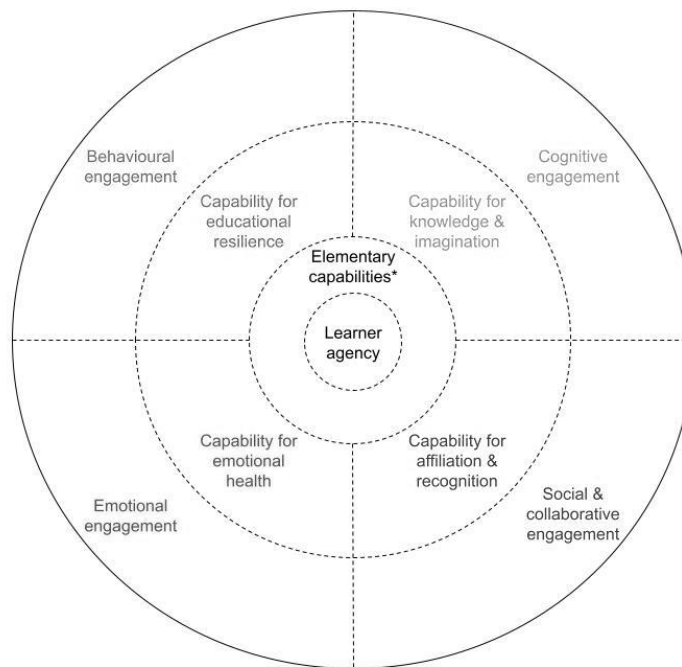 Behavioural
engagement
Cognitive
engagement
Capability for
educational
resilience
Capability for
knowledge &
imagination
Elementary
capabilities*
Learner
agency
Capability for
emotional
health
Capability for
affiliation &
recognition
Emotional
engagement
Social &
collaborative
engagement